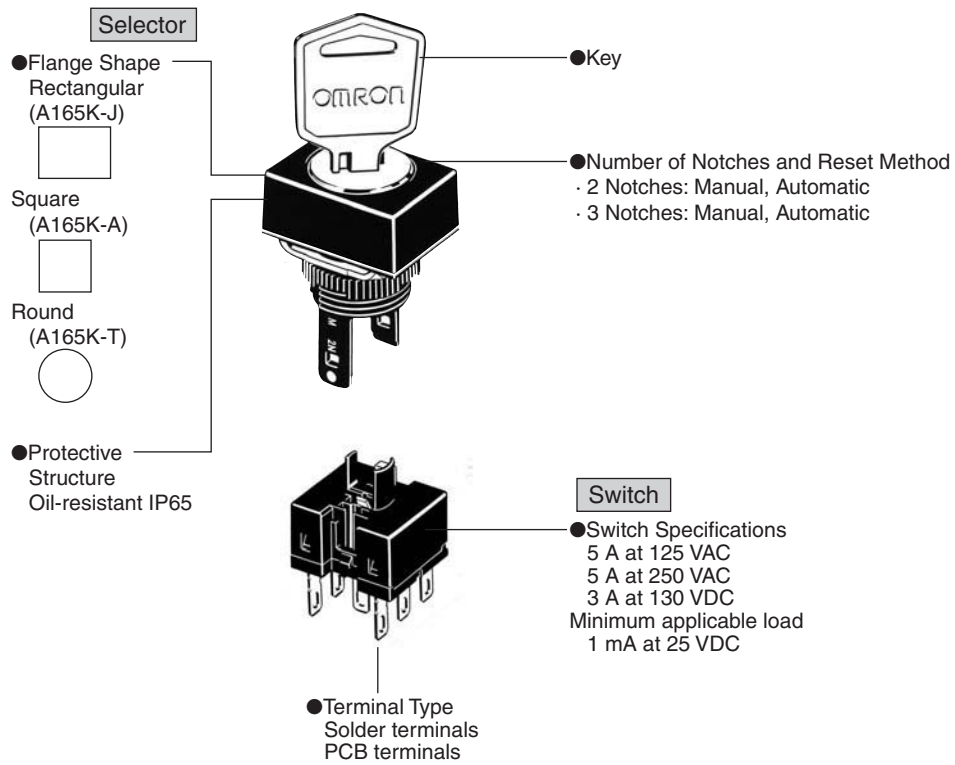 Selector
●Flange Shape
Rectangular
(A165K-J)
Square
(A165K-A)
Round
(A165K-T)
●Protective
Structure
Oil-resistant IP65
OMRON
●Key
●Number of Notches and Reset Method
· 2 Notches: Manual, Automatic
· 3 Notches: Manual, Automatic
M 2N
Switch
●Switch Specifications
5 A at 125 VAC
5 A at 250 VAC
3 A at 130 VDC
Minimum applicable load
1 mA at 25 VDC
●Terminal Type
Solder terminals
PCB terminals